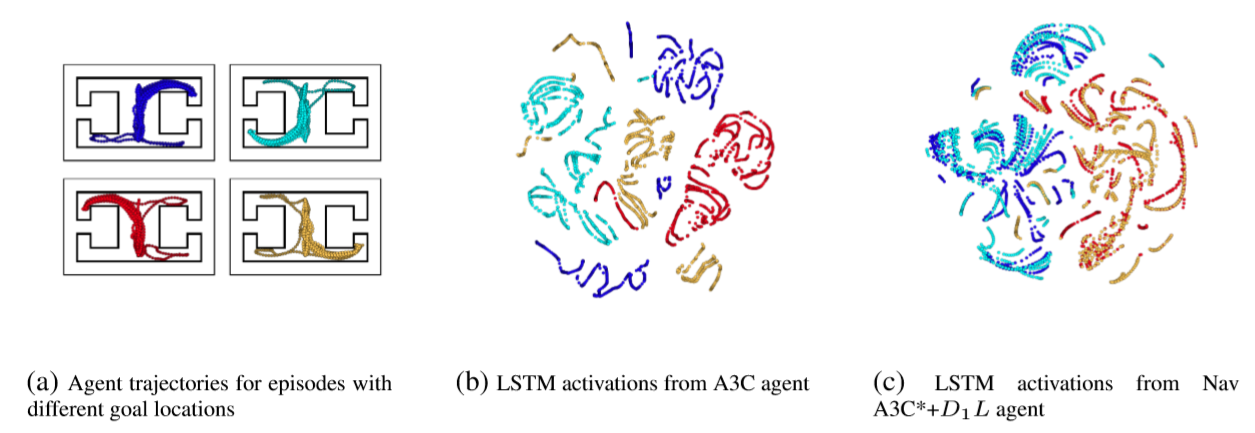 (a) Agent trajectories for episodes with
different goal locations
(b) LSTM activations from A3C agent
(c) LSTM activations from Nav
A3C*+D₁L agent